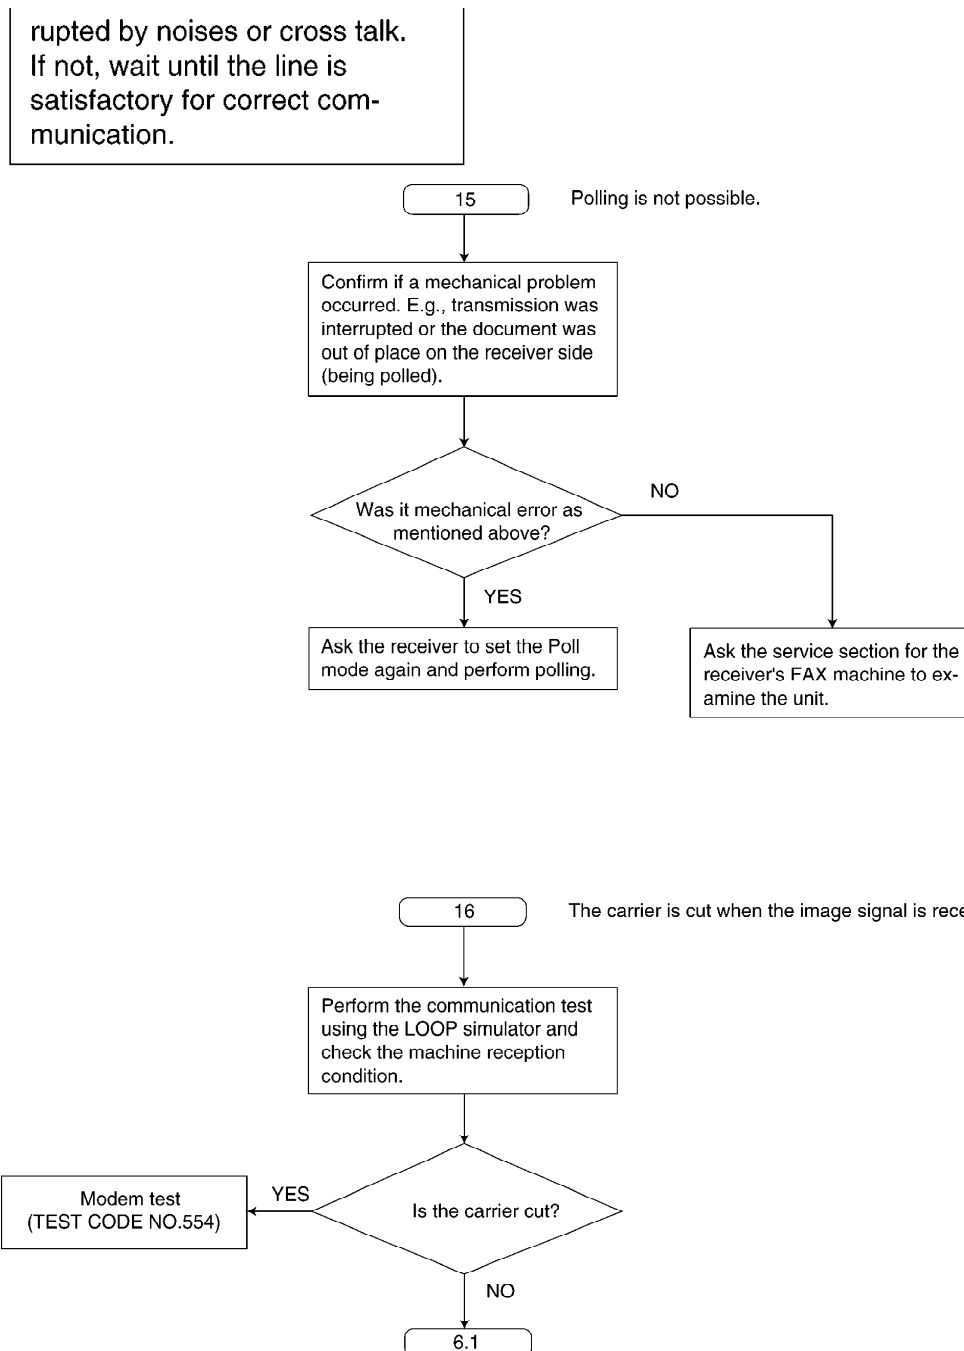 rupted by noises or cross talk.
If not, wait until the line is
satisfactory for correct com-
munication.
15
Polling is not possible.
Confirm if a mechanical problem
occurred. E.g., transmission was
interrupted or the document was
out of place on the receiver side
(being polled).
Was it mechanical error as
mentioned above?
NO
YES
Ask the receiver to set the Poll
mode again and perform polling.
Ask the service section for the
receiver's FAX machine to ex-
amine the unit.
16
The carrier is cut when the image signal is rece
Perform the communication test
using the LOOP simulator and
check the machine reception
condition.
Is the carrier cut?
YES
Modem test
(TEST CODE NO.554)
NO
6.1